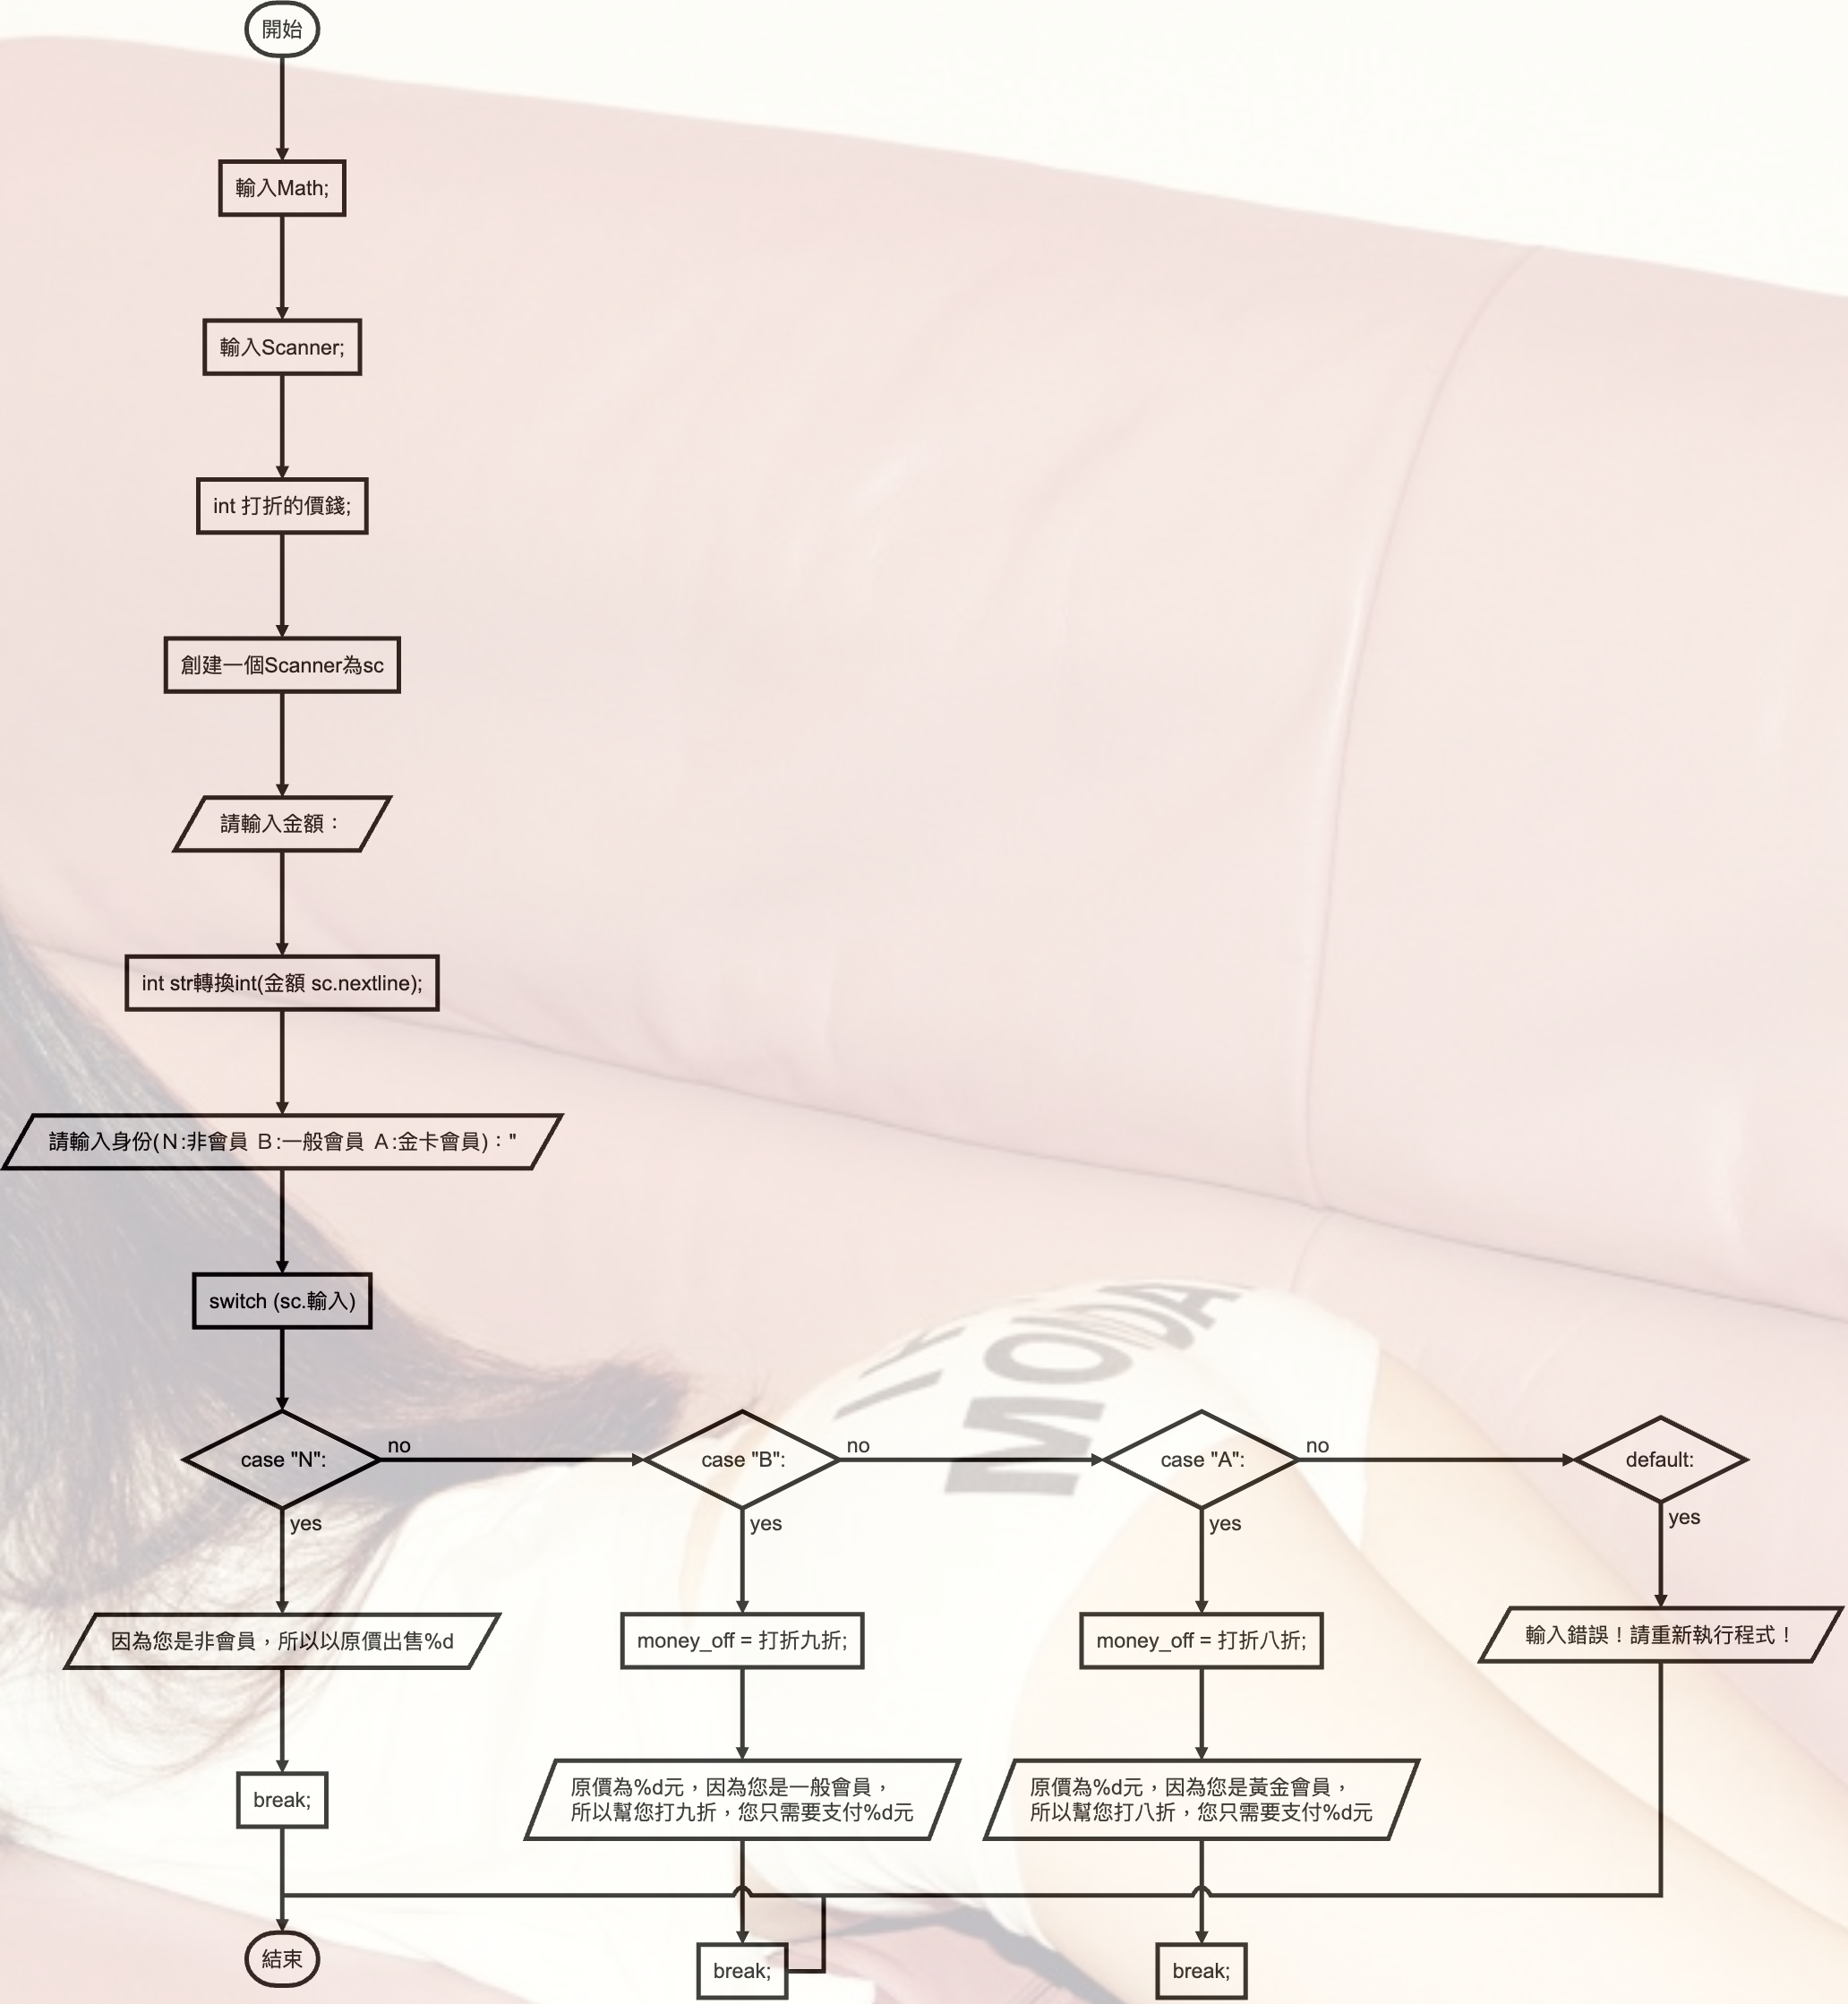 開始
輸入Math;
輸入Scanner;
int 打折的價錢;
創建一個Scanner為sc
請輸入金額：
int str轉換int(金額 sc.nextline);
請輸入身份(Ｎ:非會員 Ｂ:一般會員 Ａ:金卡會員)："
switch (sc.輸入)
case "N":
no
case "B":
no
case "A":
no
default:
yes
yes
yes
yes
因為您是非會員，所以以原價出售%d
money_off = 打折九折;
money_off = 打折八折;
輸入錯誤！請重新執行程式！
break;
原價為%d元，因為您是一般會員，
所以幫您打九折，您只需要支付%d元
原價為%d元，因為您是黃金會員，
所以幫您打八折，您只需要支付%d元
結束
break;
break;
MODA